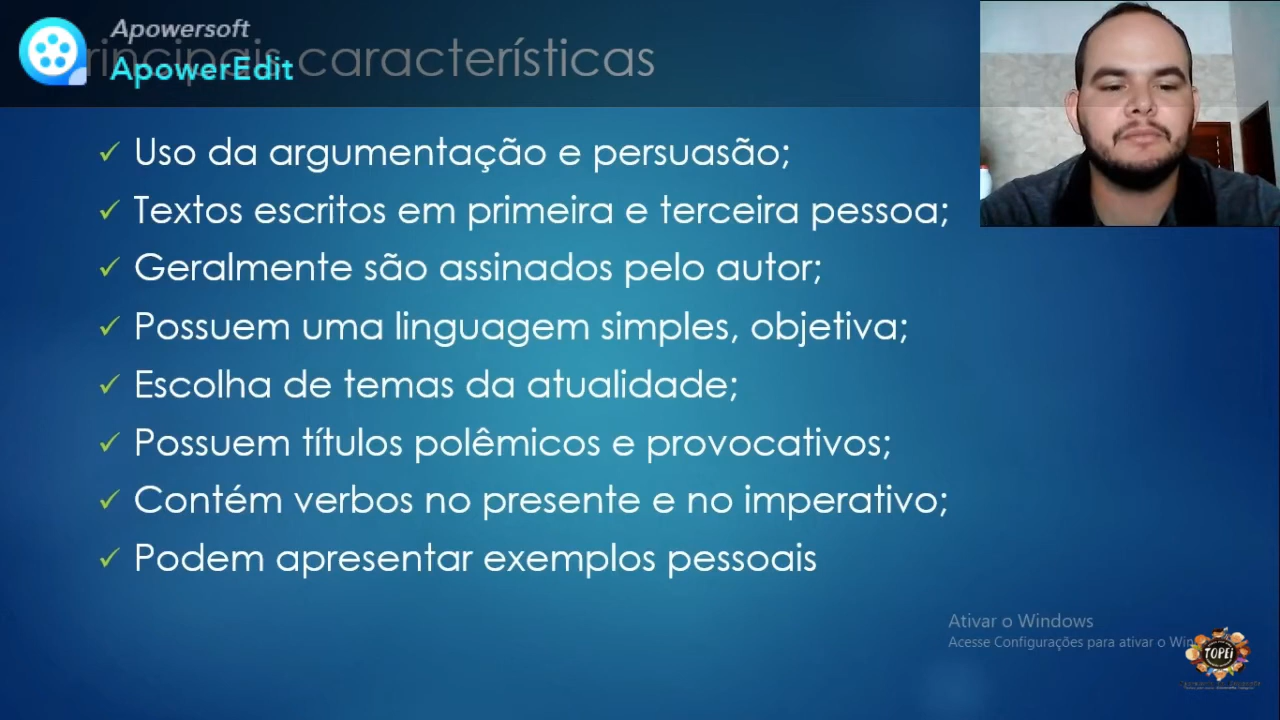 Apowersoft
ApowerEdit
Principais características
✓ Uso da argumentação e persuasão;
✓ Textos escritos em primeira e terceira pessoa;
✓ Geralmente são assinados pelo autor;
✓ Possuem uma linguagem simples, objetiva;
✓ Escolha de temas da atualidade;
✓ Possuem títulos polêmicos e provocativos;
✓ Contém verbos no presente e no imperativo;
✓ Podem apresentar exemplos pessoais
Ativar o Windows
Acesse Configurações para ativar o Win
TOPEi